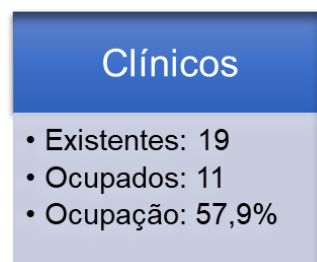 Clínicos
• Existentes: 19
• Ocupados: 11
• Ocupação: 57,9%